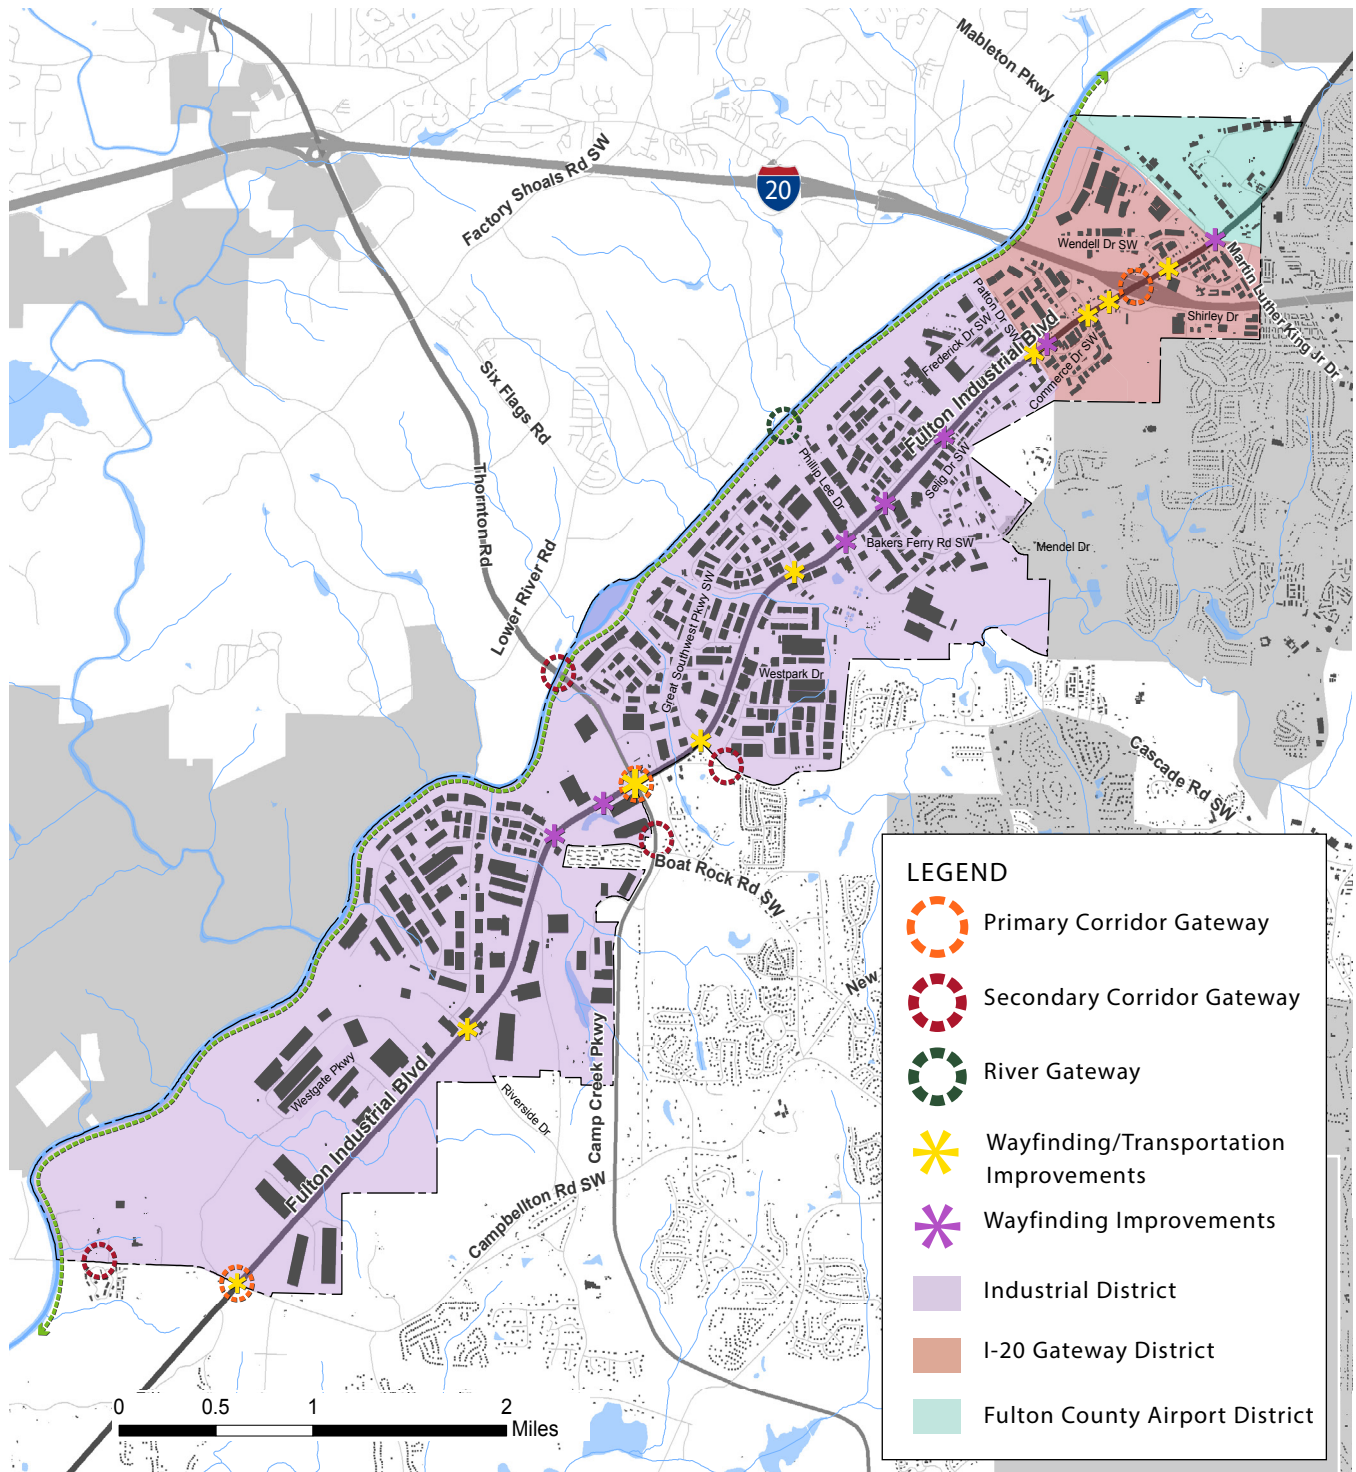 Mableton Pkwy
Factory Shoals Rd SW
20
Wendell Dr SW
Martin Luther King Jr Dr
Shirley Dr
Patton Dr SW
Frederick Dr SW
Fulton Industrial Blvd
Commerce Dr SW
Six Flags Rd
Thornton Rd
Phillip Lee Dr
Selig Dr SW
Bakers Ferry Rd SW
Mendel Dr
Lower River Rd
Great Southwest Pkwy SW
Westpark Dr
Cascade Rd SW
Boat Rock Rd SW
New
Westgate Pkwy
Fulton Industrial Blvd
Riverside Dr
Camp Creek Pkwy
Campbellton Rd SW
LEGEND
Primary Corridor Gateway
Secondary Corridor Gateway
River Gateway
Wayfinding/Transportation
Improvements
Wayfinding Improvements
Industrial District
I-20 Gateway District
Fulton County Airport District
0 0.5 1 2
Miles